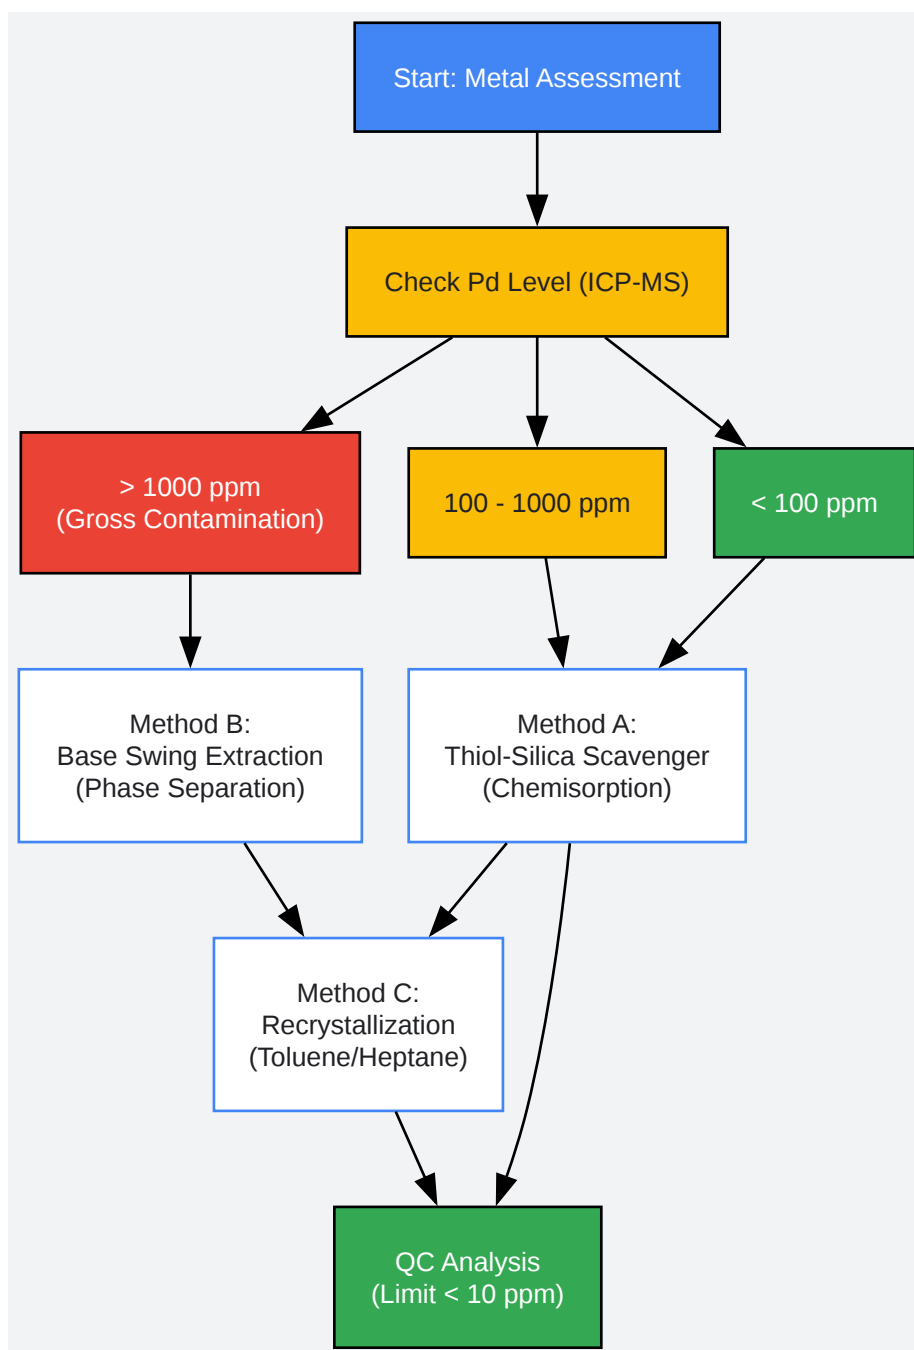 Start: Metal Assessment
Check Pd Level (ICP-MS)
> 1000 ppm
(Gross Contamination)
100 - 1000 ppm
< 100 ppm
Method B:
Base Swing Extraction
(Phase Separation)
Method A:
Thiol-Silica Scavenger
(Chemisorption)
Method C:
Recrystallization
(Toluene/Heptane)
QC Analysis
(Limit < 10 ppm)